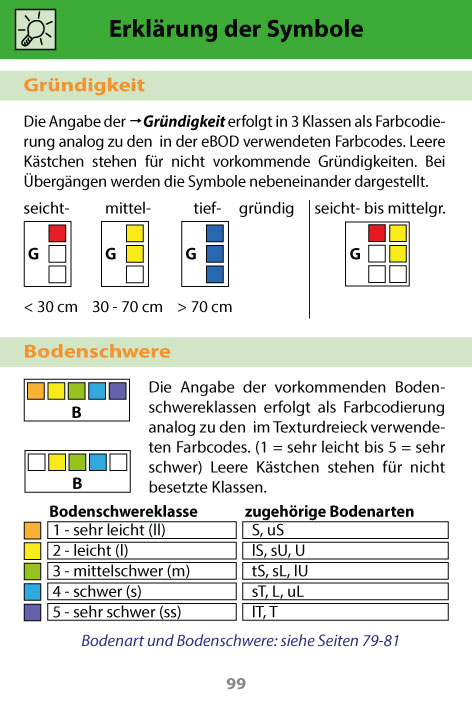 Erklärung der Symbole
Gründigkeit
Die Angabe der →Gründigkeit erfolgt in 3 Klassen als Farbcodie-
rung analog zu den in der eBOD verwendeten Farbcodes. Leere
Kästchen stehen für nicht vorkommende Gründigkeiten. Bei
Übergängen werden die Symbole nebeneinander dargestellt.
seicht- mittel- tief- gründig seicht- bis mittelgr.
G G G G
< 30 cm 30 - 70 cm > 70 cm
Bodenschwere
B
B
Die Angabe der vorkommenden Boden-
schwereklassen erfolgt als Farbcodierung
analog zu den im Texturdreieck verwende-
ten Farbcodes. (1 = sehr leicht bis 5 = sehr
schwer) Leere Kästchen stehen für nicht
besetzte Klassen.
Bodenschwereklasse zugehörige Bodenarten
1 - sehr leicht (ll) S, uS
2 - leicht (l) lS, sU, U
3 - mittelschwer (m) tS, sL, lU
4 - schwer (s) sT, L, uL
5 - sehr schwer (ss) lT, T
Bodenart und Bodenschwere: siehe Seiten 79-81
99